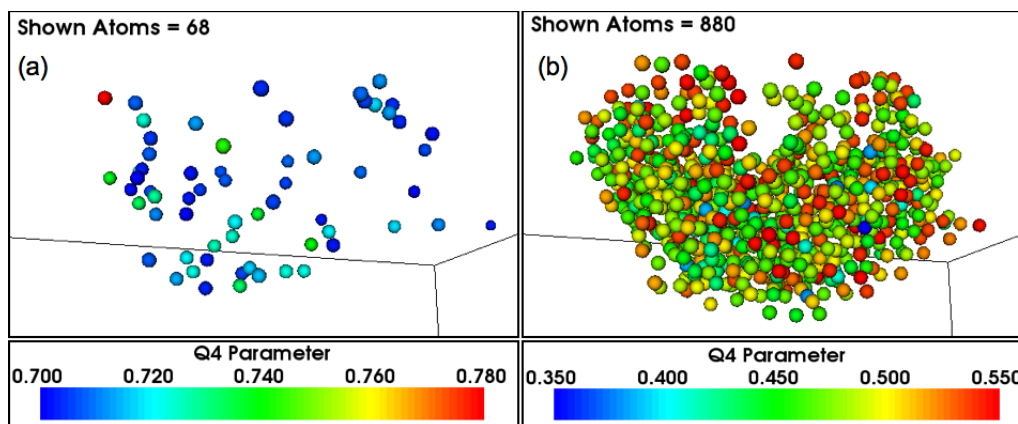 Shown Atoms = 68
(a)
Q4 Parameter
0.700 0.720 0.740 0.760 0.780
Shown Atoms = 880
(b)
Q4 Parameter
0.350 0.400 0.450 0.500 0.550